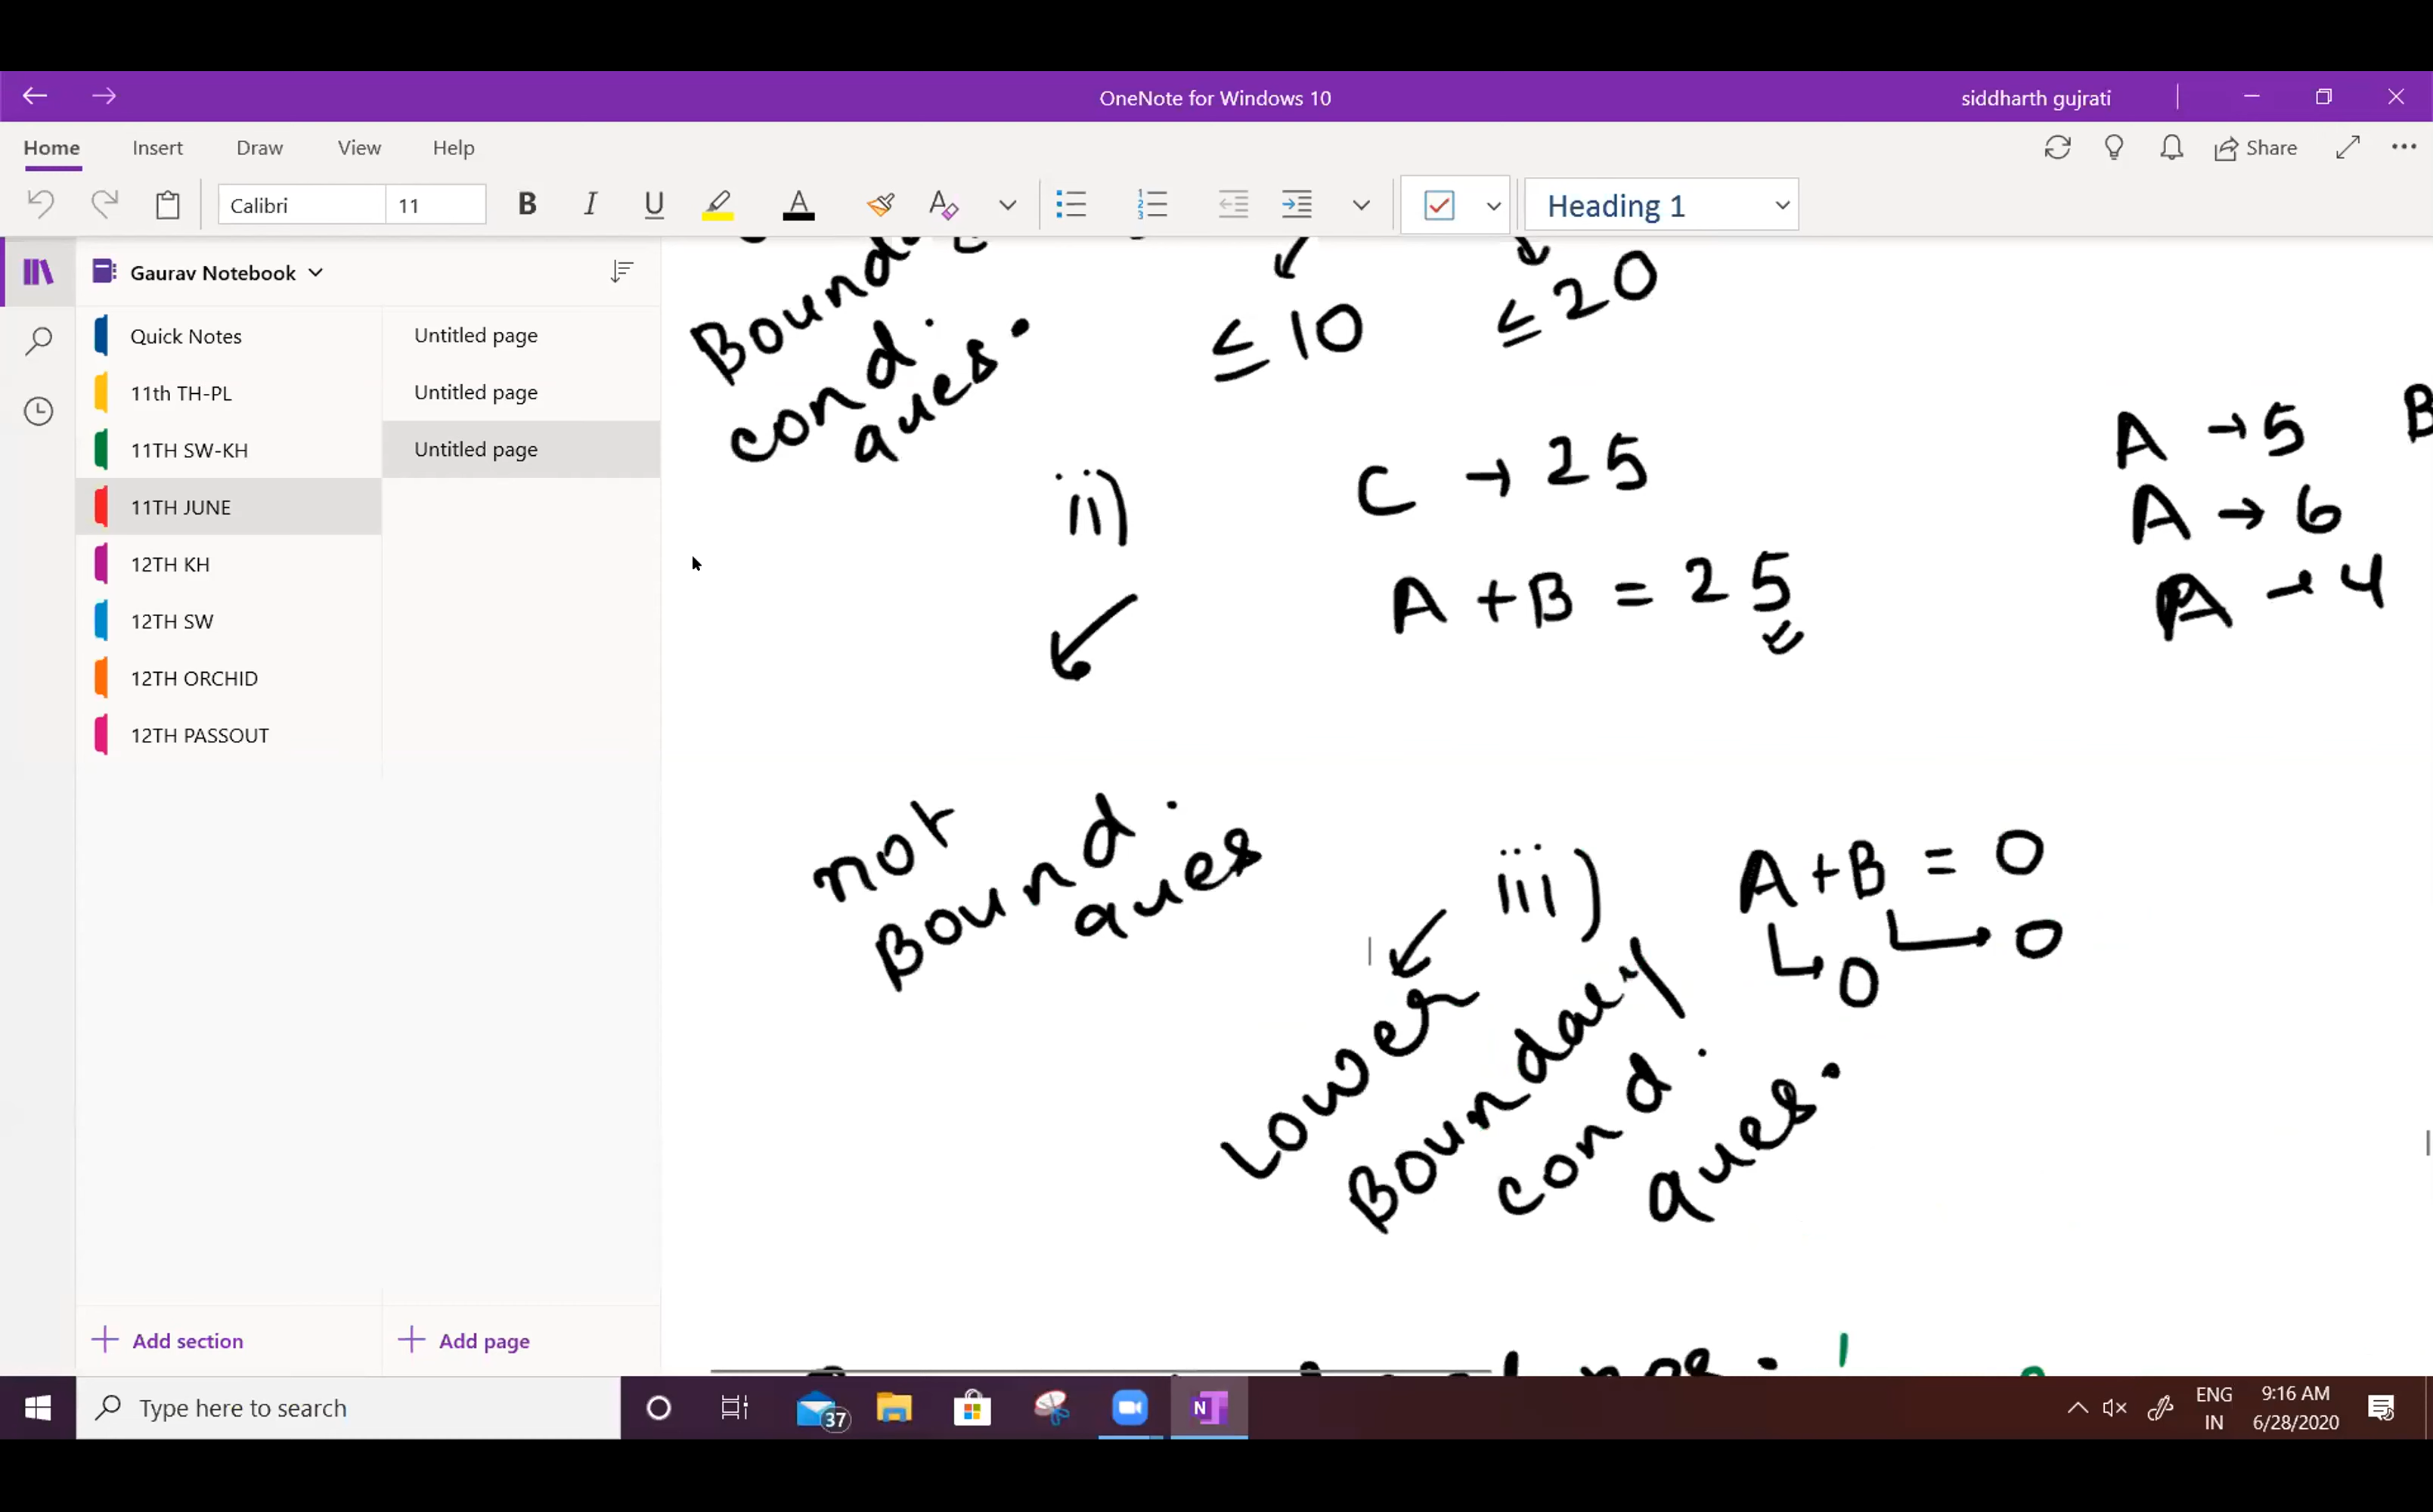 OneNote for Windows 10
siddharth gujrati
Home
Insert
Draw
View
Help
Share
Calibri
11
B
I
U
A
A
Heading 1
Gaurav Notebook
Quick Notes
11th TH-PL
11TH SW-KH
11TH JUNE
12TH KH
12TH SW
12TH ORCHID
12TH PASSOUT
Untitled page
Untitled page
Untitled page
Add section
Add page
cond.
ques.
≤ 10
≤ 20
ii)
C → 25
A + B = 25
A → 5
B
A → 6
A → 4
not
Bound.
ques
iii)
A + B = 0
0
0
Lower
Boundary
cond.
ques.
Type here to search
37
N
ENG
IN
9:16 AM
6/28/2020